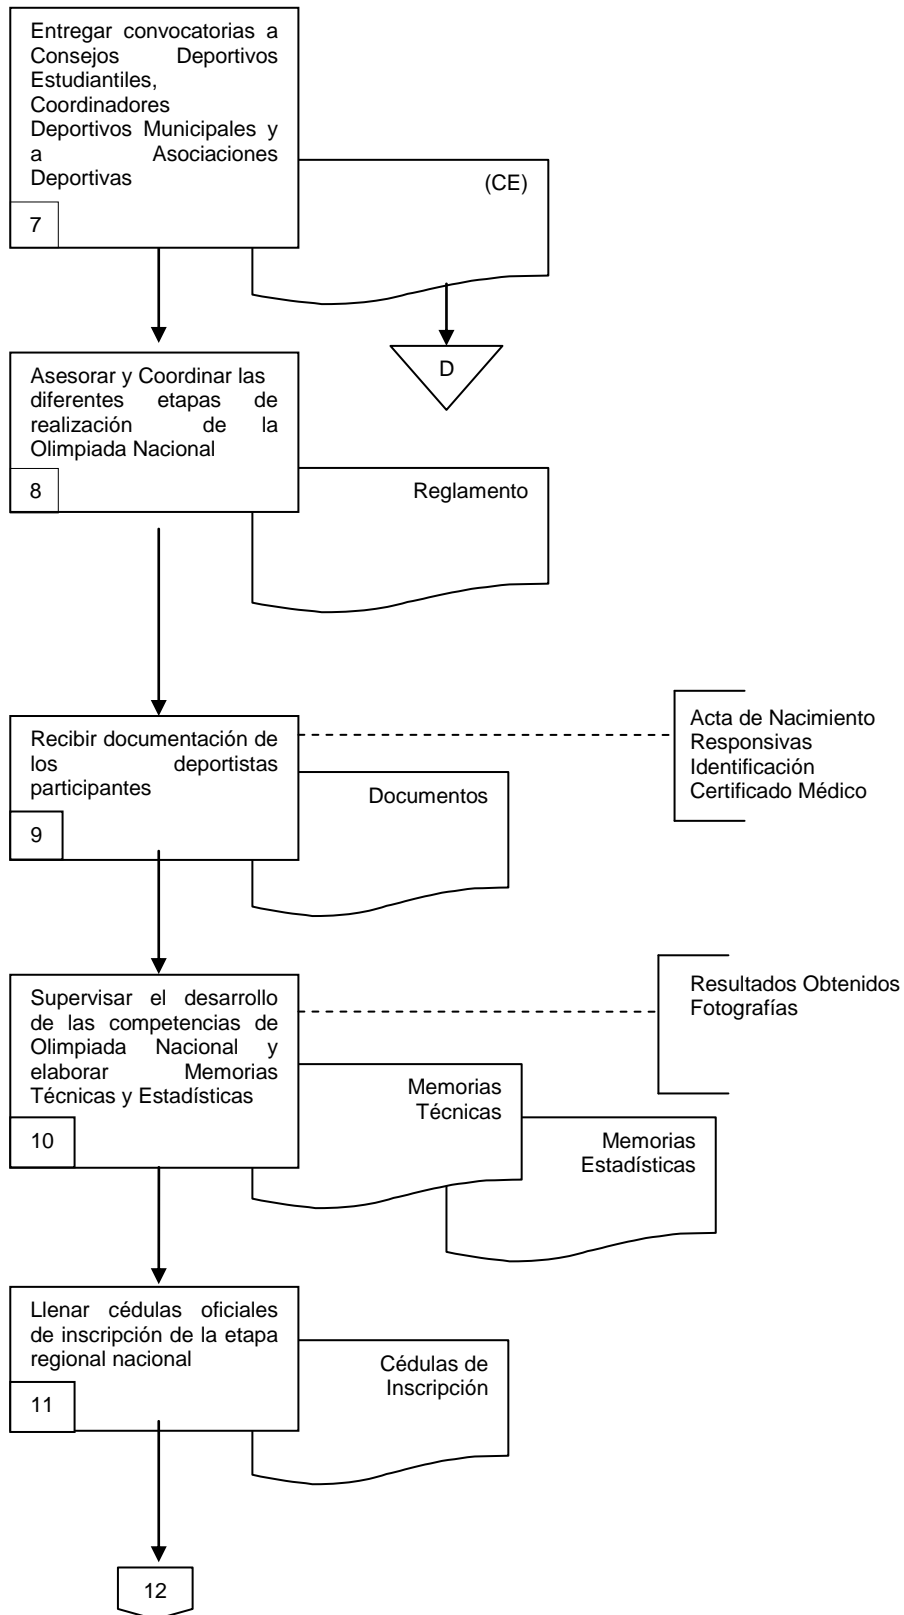 Entregar convocatorias a
Consejos Deportivos
Estudiantiles,
Coordinadores
Deportivos Municipales y
a Asociaciones
Deportivas
7
(CE)
D
Asesorar y Coordinar las
diferentes etapas de
realización de la
Olimpiada Nacional
8
Reglamento
Recibir documentación de
los deportistas
participantes
9
Documentos
Acta de Nacimiento
Responsivas
Identificación
Certificado Médico
Supervisar el desarrollo
de las competencias de
Olimpiada Nacional y
elaborar Memorias
Técnicas y Estadísticas
10
Memorias
Técnicas
Memorias
Estadísticas
Resultados Obtenidos
Fotografías
Llenar cédulas oficiales
de inscripción de la etapa
regional nacional
11
Cédulas de
Inscripción
12